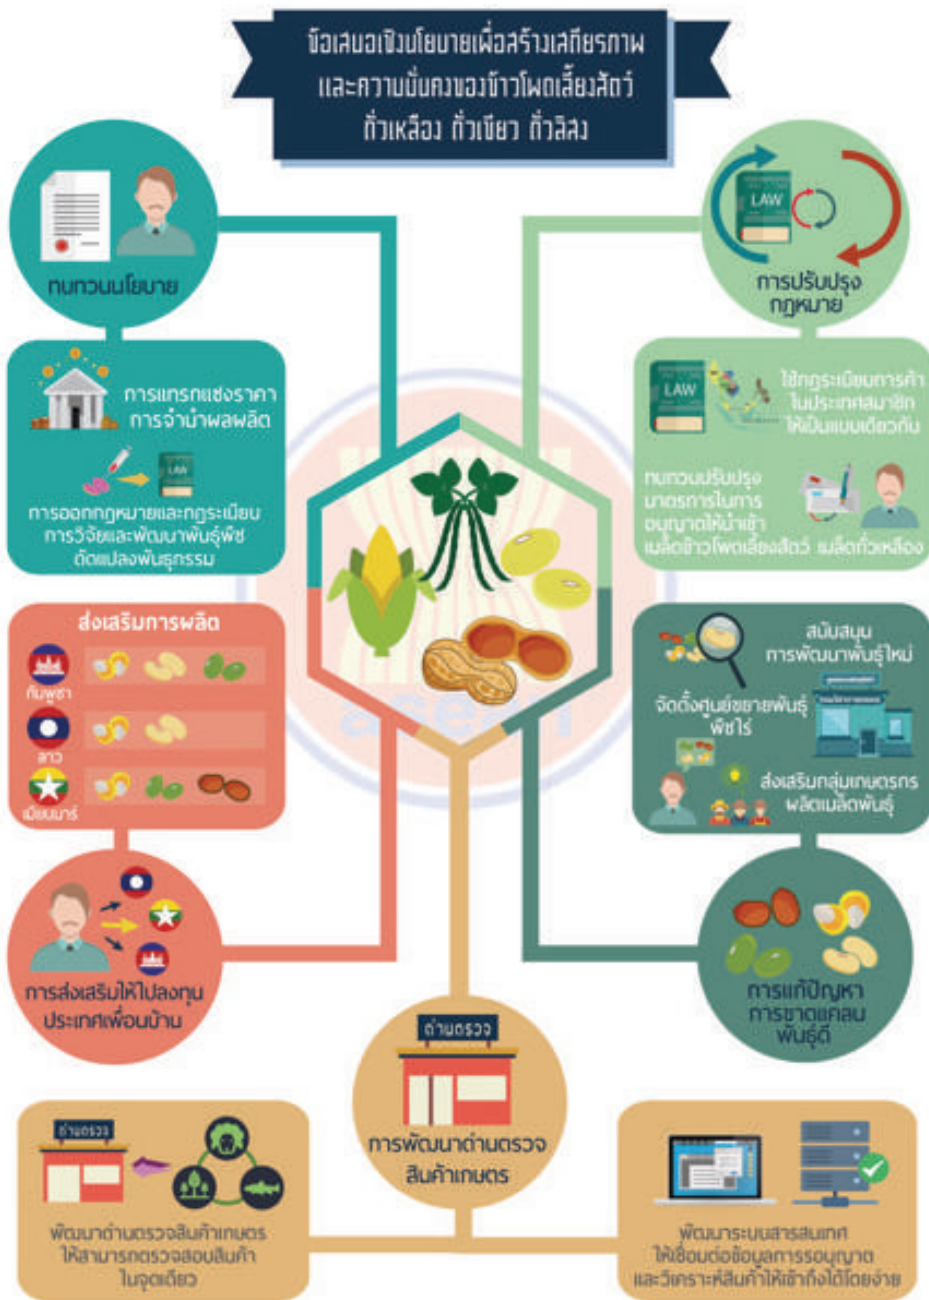 ข้อเสนอเชิงนโยบายเพื่อสร้างเสถียรภาพ
และความมั่นคงของข้าวโพดเลี้ยงสัตว์
ถั่วเหลือง ถั่วเขียว ถั่วลิสง
ทบทวนนโยบาย
การแทรกแซงราคา
การจำนำผลผลิต
LAW
การออกกฎหมายและกฎระเบียบ
การวิจัยและพัฒนาพันธุ์พืช
ดัดแปลงพันธุกรรม
LAW
การปรับปรุง
กฎหมาย
LAW
ใช้กฎระเบียบการค้า
ในประเทศสมาชิก
ให้เป็นแบบเดียวกัน
ทบทวนปรับปรุง
มาตรการในการ
อนุญาตให้นำเข้า
เมล็ดข้าวโพดเลี้ยงสัตว์ เมล็ดถั่วเหลือง
asean
ส่งเสริมการผลิต
กัมพูชา
ลาว
เมียนมาร์
การส่งเสริมให้ไปลงทุน
ประเทศเพื่อนบ้าน
สนับสนุน
การพัฒนาพันธุ์ใหม่
จัดตั้งศูนย์ขยายพันธุ์
พืชไร่
ส่งเสริมกลุ่มเกษตรกร
ผลิตเมล็ดพันธุ์
การแก้ปัญหา
การขาดแคลน
พันธุ์ดี
ด่านตรวจ
การพัฒนาด่านตรวจ
สินค้าเกษตร
ด่านตรวจ
พัฒนาด่านตรวจสินค้าเกษตร
ให้สามารถตรวจสอบสินค้า
ในจุดเดียว
พัฒนาระบบสารสนเทศ
ให้เชื่อมต่อข้อมูลการรอนุญาต
และวิเคราะห์สินค้าให้เข้าถึงได้โดยง่าย